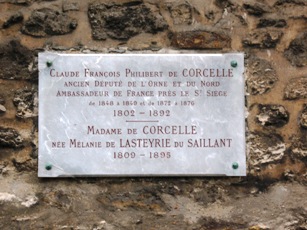 CLAUDE FRANÇOIS PHILIBERT DE CORCELLE
ANCIEN DÉPUTÉ DE L'ORNE ET DU NORD
AMBASSADEUR DE FRANCE PRÈS LE ST SIÈGE
de 1848 à 1849 et de 1872 à 1876
1802 - 1892
MADAME DE CORCELLE
NÉE MÉLANIE DE LASTEYRIE DU SAILLANT
1809 - 1895